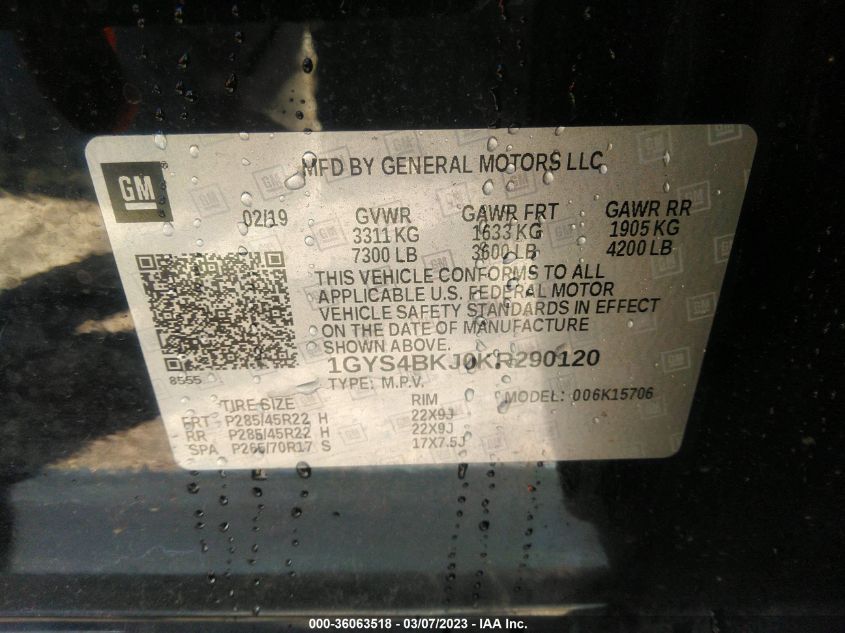 MFD BY GENERAL MOTORS LLC
GM
02/19 GVWR GAWR FRT GAWR RR
3311 KG 1633 KG 1905 KG
7300 LB 3600 LB 4200 LB
THIS VEHICLE CONFORMS TO ALL
APPLICABLE U.S. FEDERAL MOTOR
VEHICLE SAFETY STANDARDS IN EFFECT
ON THE DATE OF MANUFACTURE
SHOWN ABOVE.
1GYS4BKJ0KR290120
8555 TYPE: M.P.V. MODEL: 006K15706
TIRE SIZE RIM
FRT P285/45R22 H 22X9J
RR P285/45R22 H 22X9J
SPA P265/70R17 S 17X7.5J
000-36063518 / 03/07/2023 - IAA Inc.